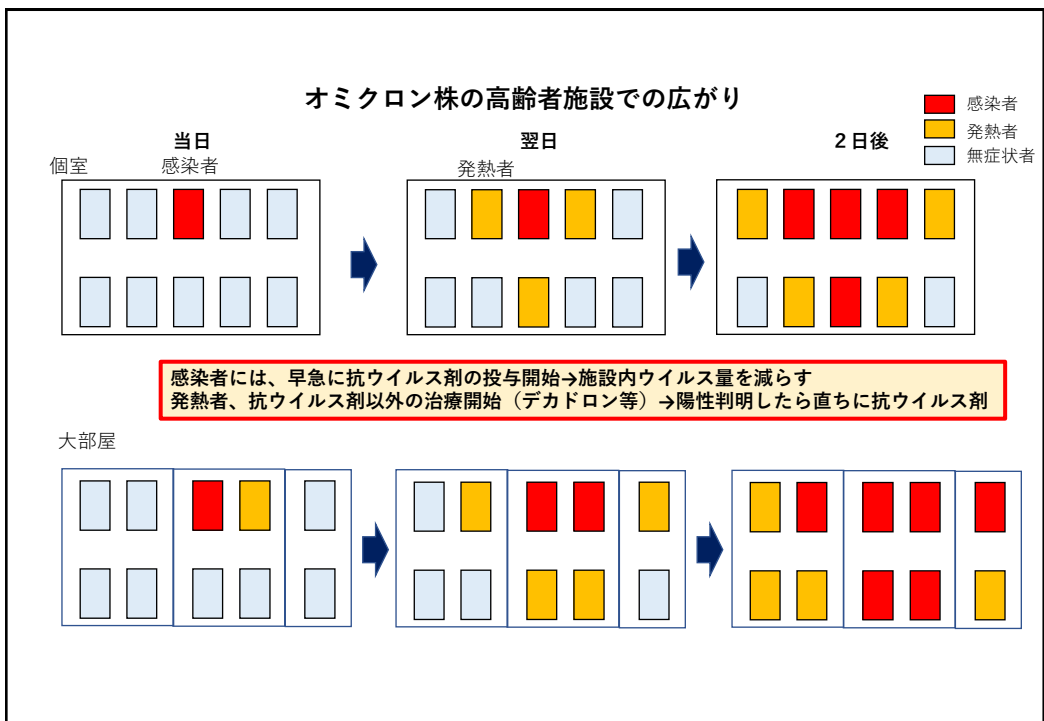 オミクロン株の高齢者施設での広がり
感染者
発熱者
無症状者
当日
翌日
２日後
個室
感染者
発熱者
感染者には、早急に抗ウイルス剤の投与開始→施設内ウイルス量を減らす
発熱者、抗ウイルス剤以外の治療開始（デカドロン等）→陽性判明したら直ちに抗ウイルス剤
大部屋